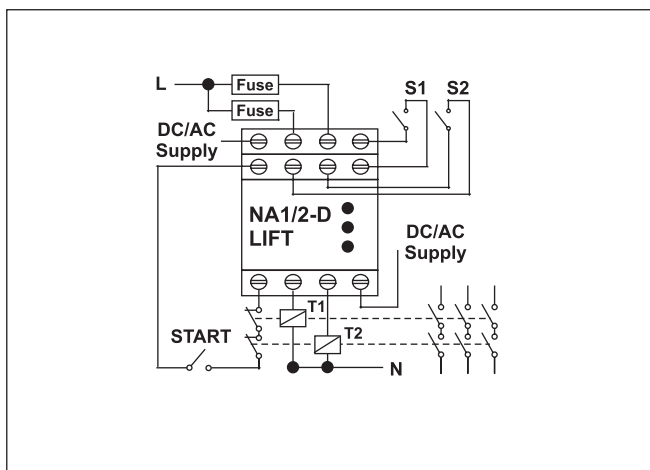 L
Fuse
Fuse
S1 S2
DC/AC
Supply
NA1/2-D
LIFT
DC/AC
Supply
T1
START
T2
N